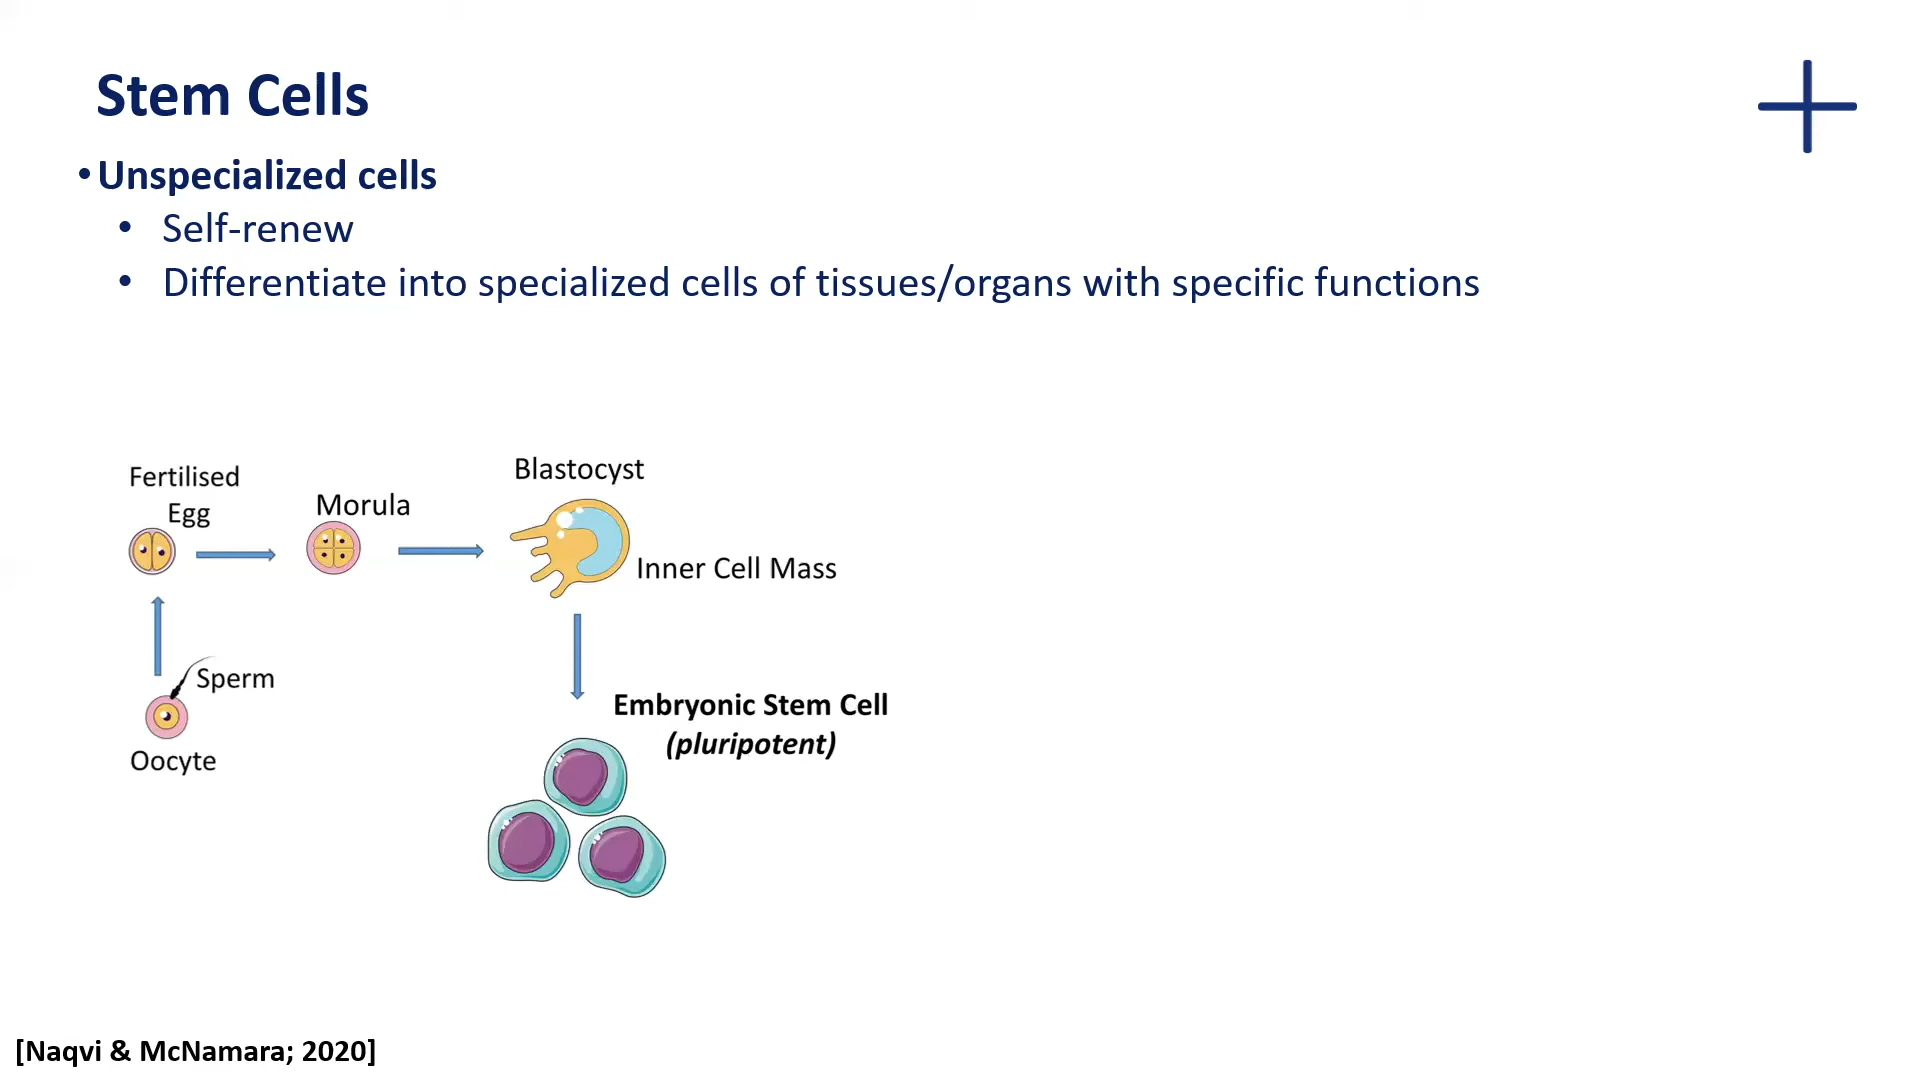 Stem Cells
•Unspecialized cells
• Self-renew
• Differentiate into specialized cells of tissues/organs with specific functions
Fertilised
Egg
Morula
Blastocyst
Inner Cell Mass
Sperm
Oocyte
Embryonic Stem Cell
(pluripotent)
[Naqvi & McNamara; 2020]